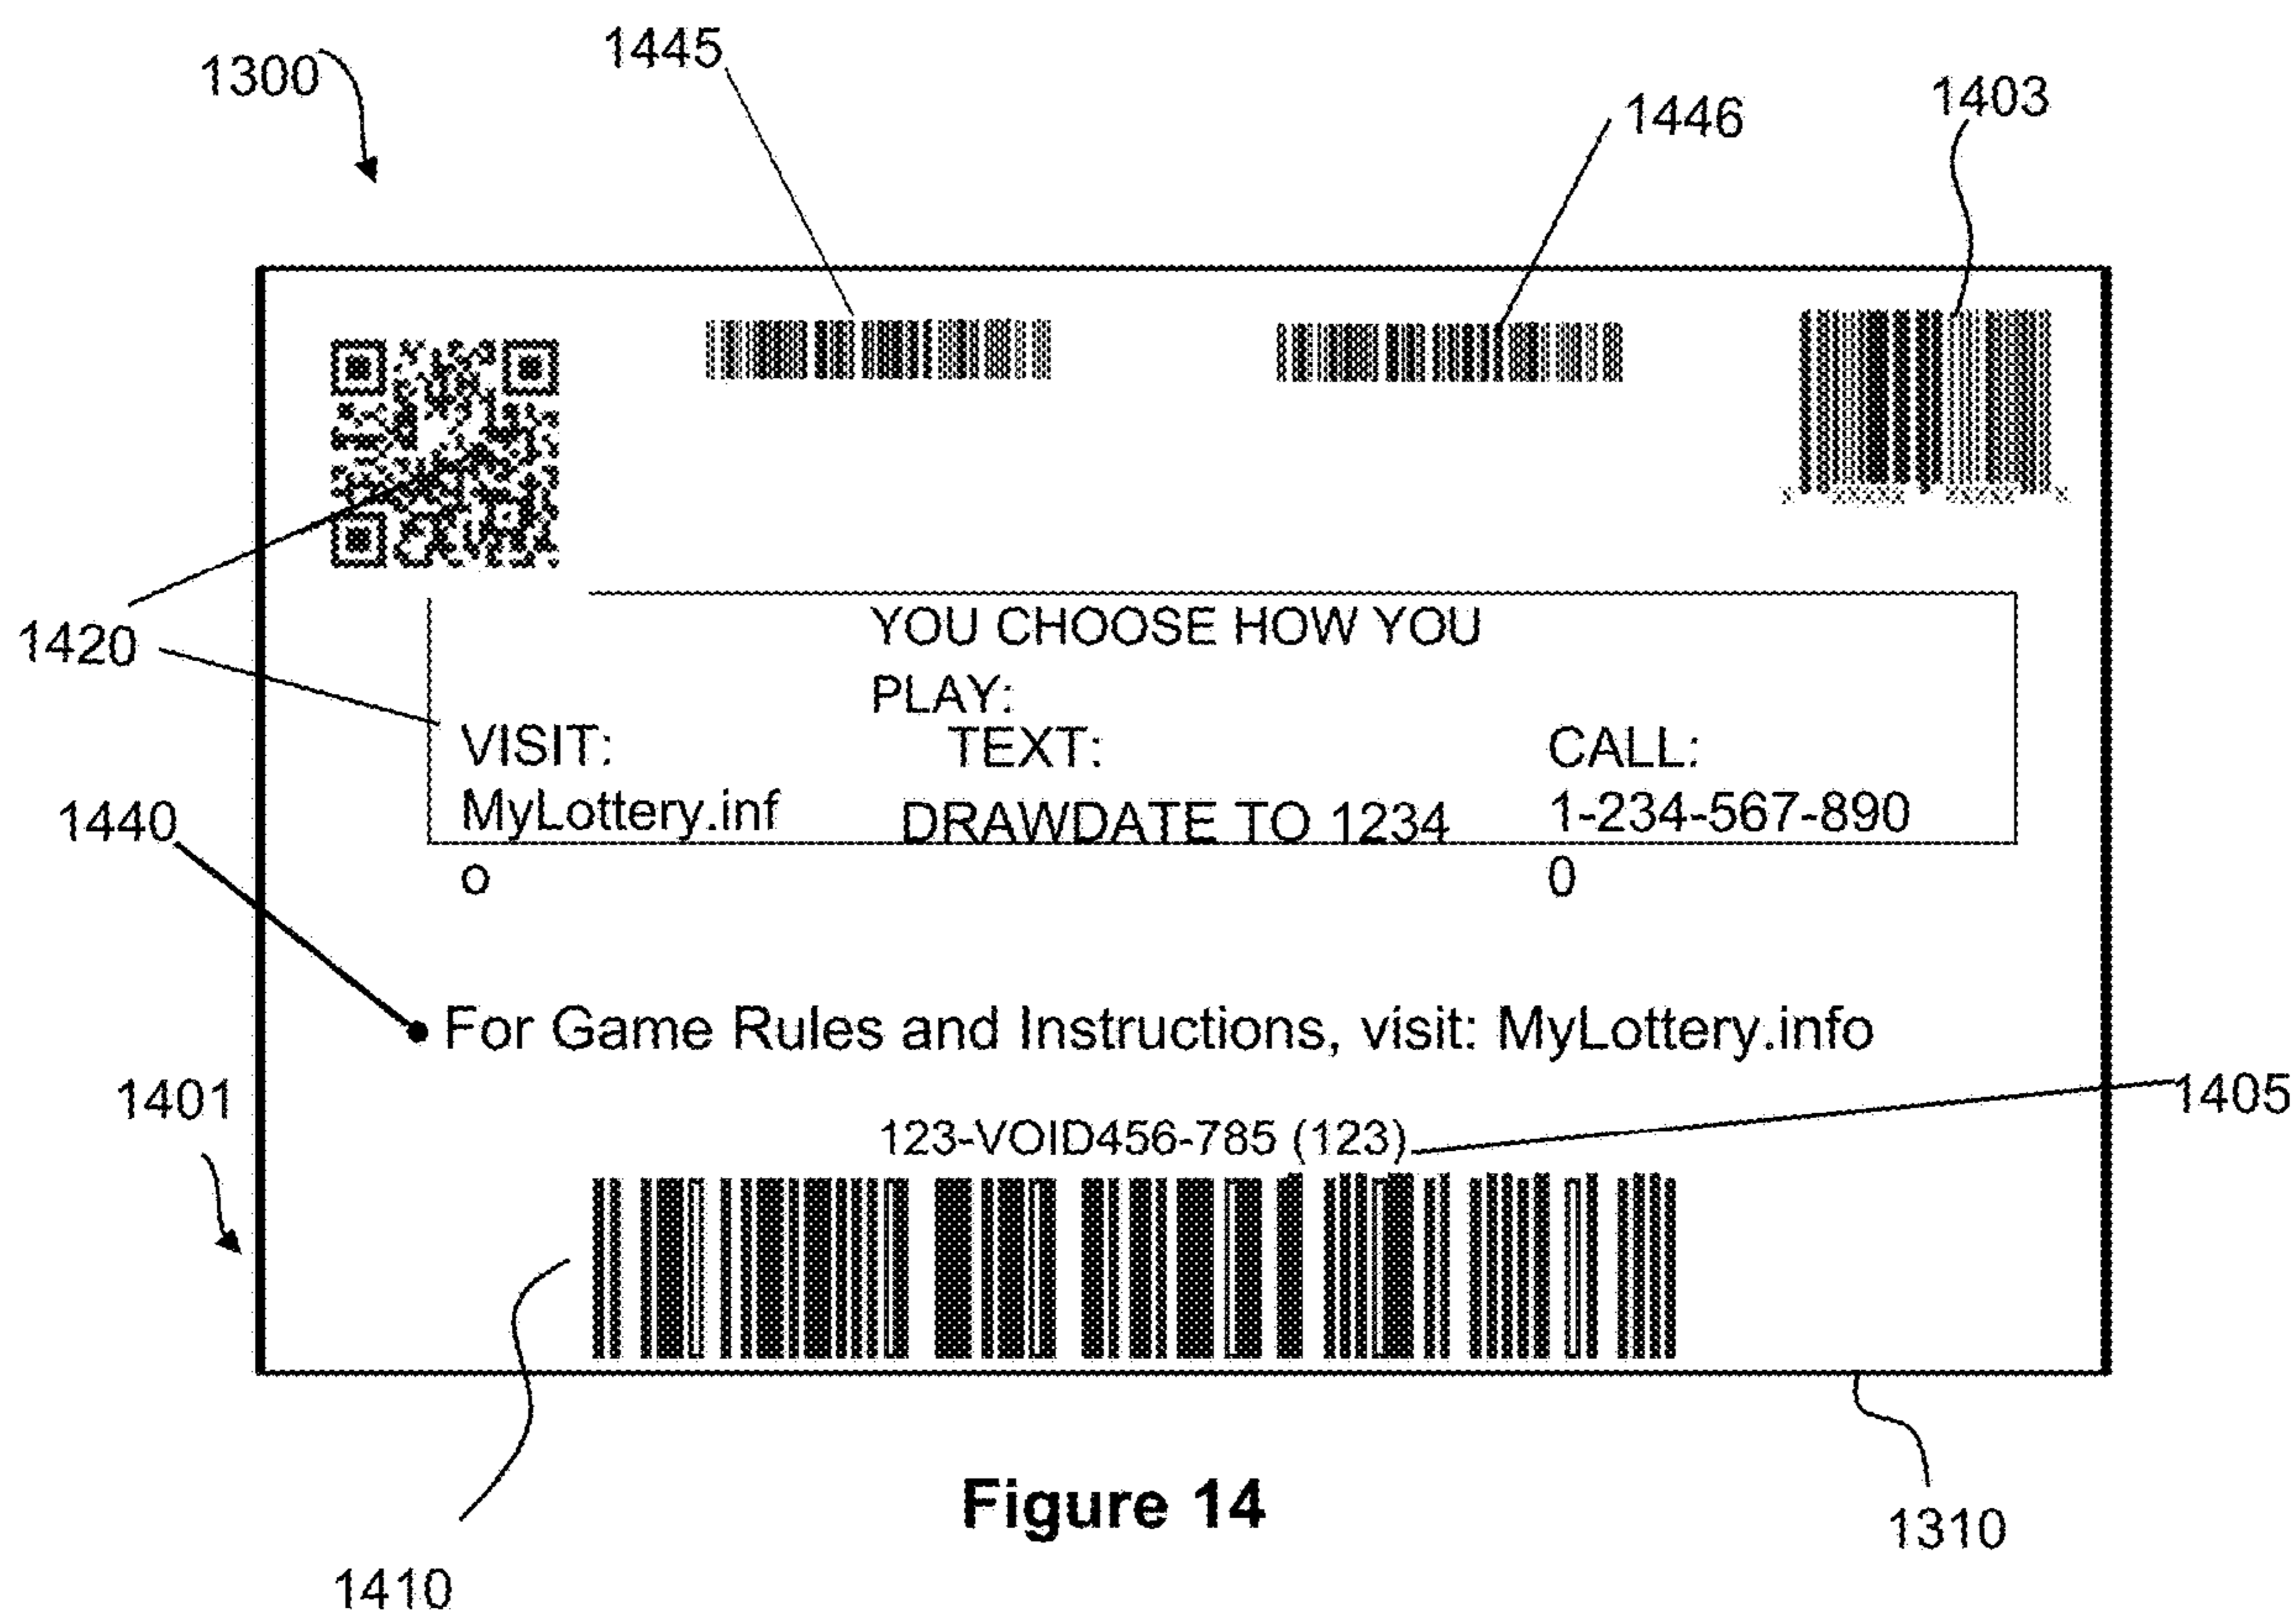 1300
1445
1446
1403
1420
YOU CHOOSE HOW YOU
PLAY:
VISIT:
MyLottery.inf
o
TEXT:
DRAWDATE TO 1234
CALL:
1-234-567-890
0
1440
For Game Rules and Instructions, visit: MyLottery.info
1401
1405
123-VOID456-785 (123)
1410
1310
Figure 14